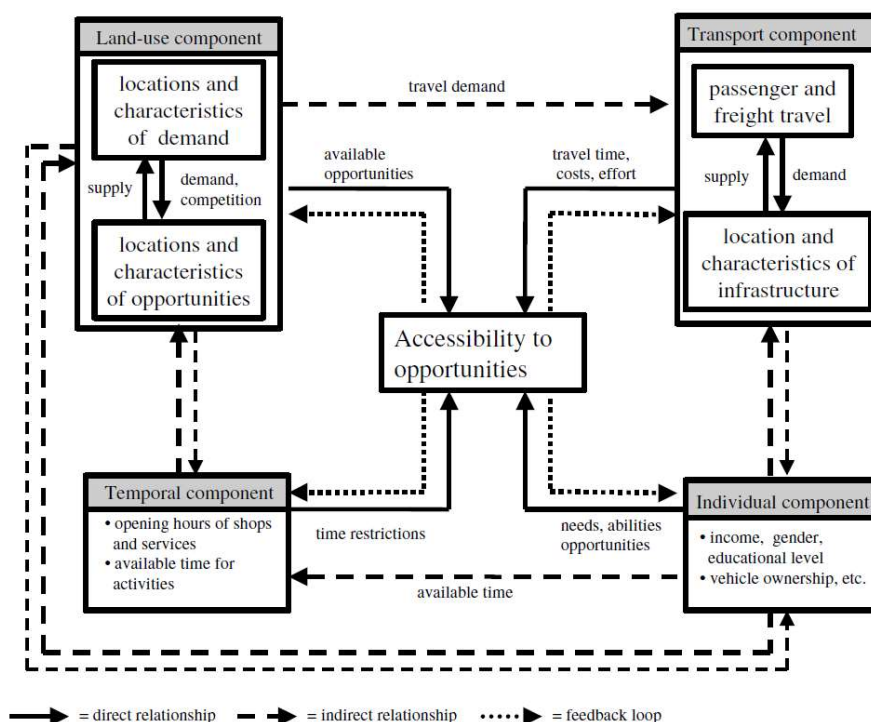 Land-use component
locations and
characteristics
of demand
supply
demand,
competition
locations and
characteristics
of opportunities
travel demand
Transport component
passenger and
freight travel
supply
demand
location and
characteristics of
infrastructure
available
opportunities
travel time,
costs, effort
Accessibility to
opportunities
Temporal component
• opening hours of shops
and services
• available time for
activities
time restrictions
needs, abilities
opportunities
available time
Individual component
• income, gender,
educational level
• vehicle ownership, etc.
= direct relationship
= indirect relationship
= feedback loop